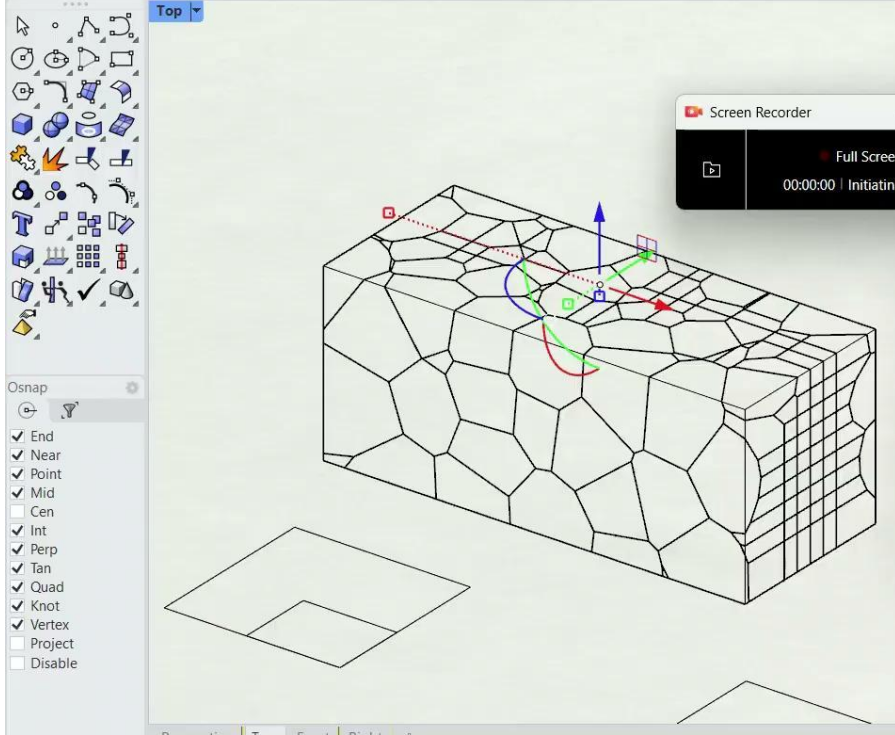 Top
Screen Recorder
Full Scree
00:00:00 | Initiatin
Osnap
End
Near
Point
Mid
Cen
Int
Perp
Tan
Quad
Knot
Vertex
Project
Disable